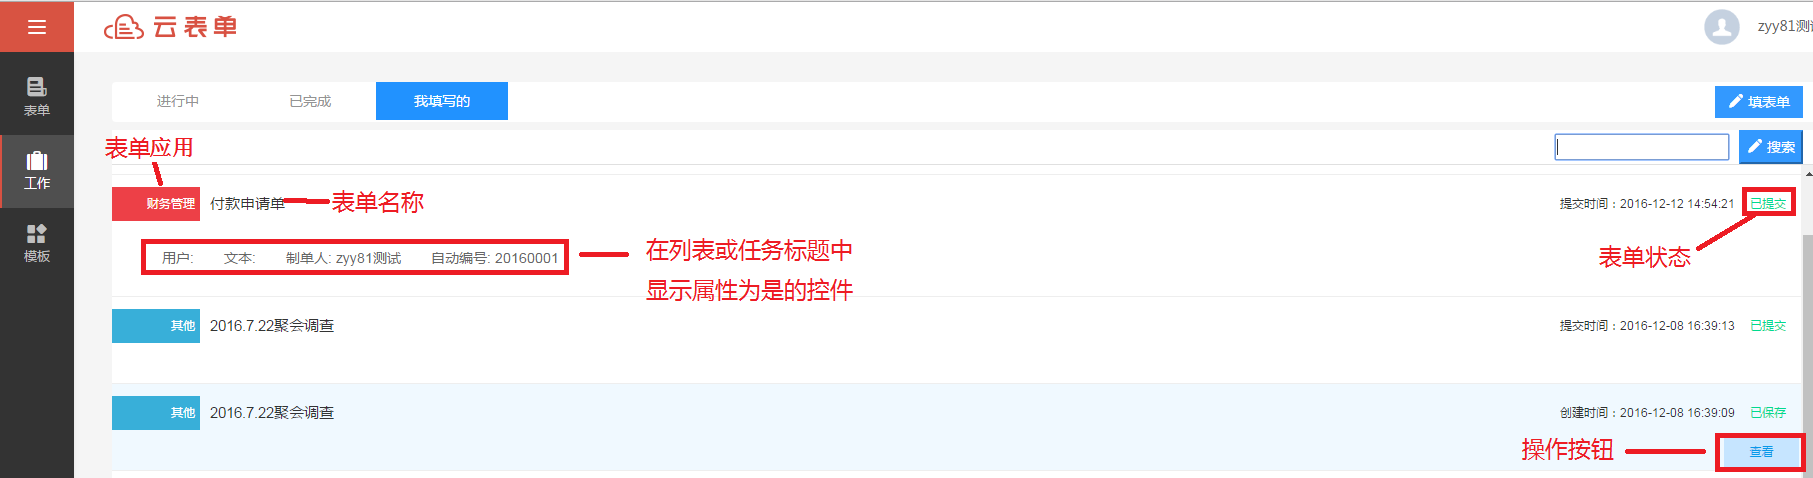 云表单
zyy81测
表单
工作
模板
进行中 已完成 我填写的
填表单
搜索
表单应用
财务管理 付款申请单 表单名称 提交时间：2016-12-12 14:54:21 已提交
用户: 文本: 制单人: zyy81测试 自动编号: 20160001
在列表或任务标题中
显示属性为是的控件
表单状态
其他 2016.7.22聚会调查 提交时间：2016-12-08 16:39:13 已提交
其他 2016.7.22聚会调查 创建时间：2016-12-08 16:39:09 已保存
操作按钮 查看